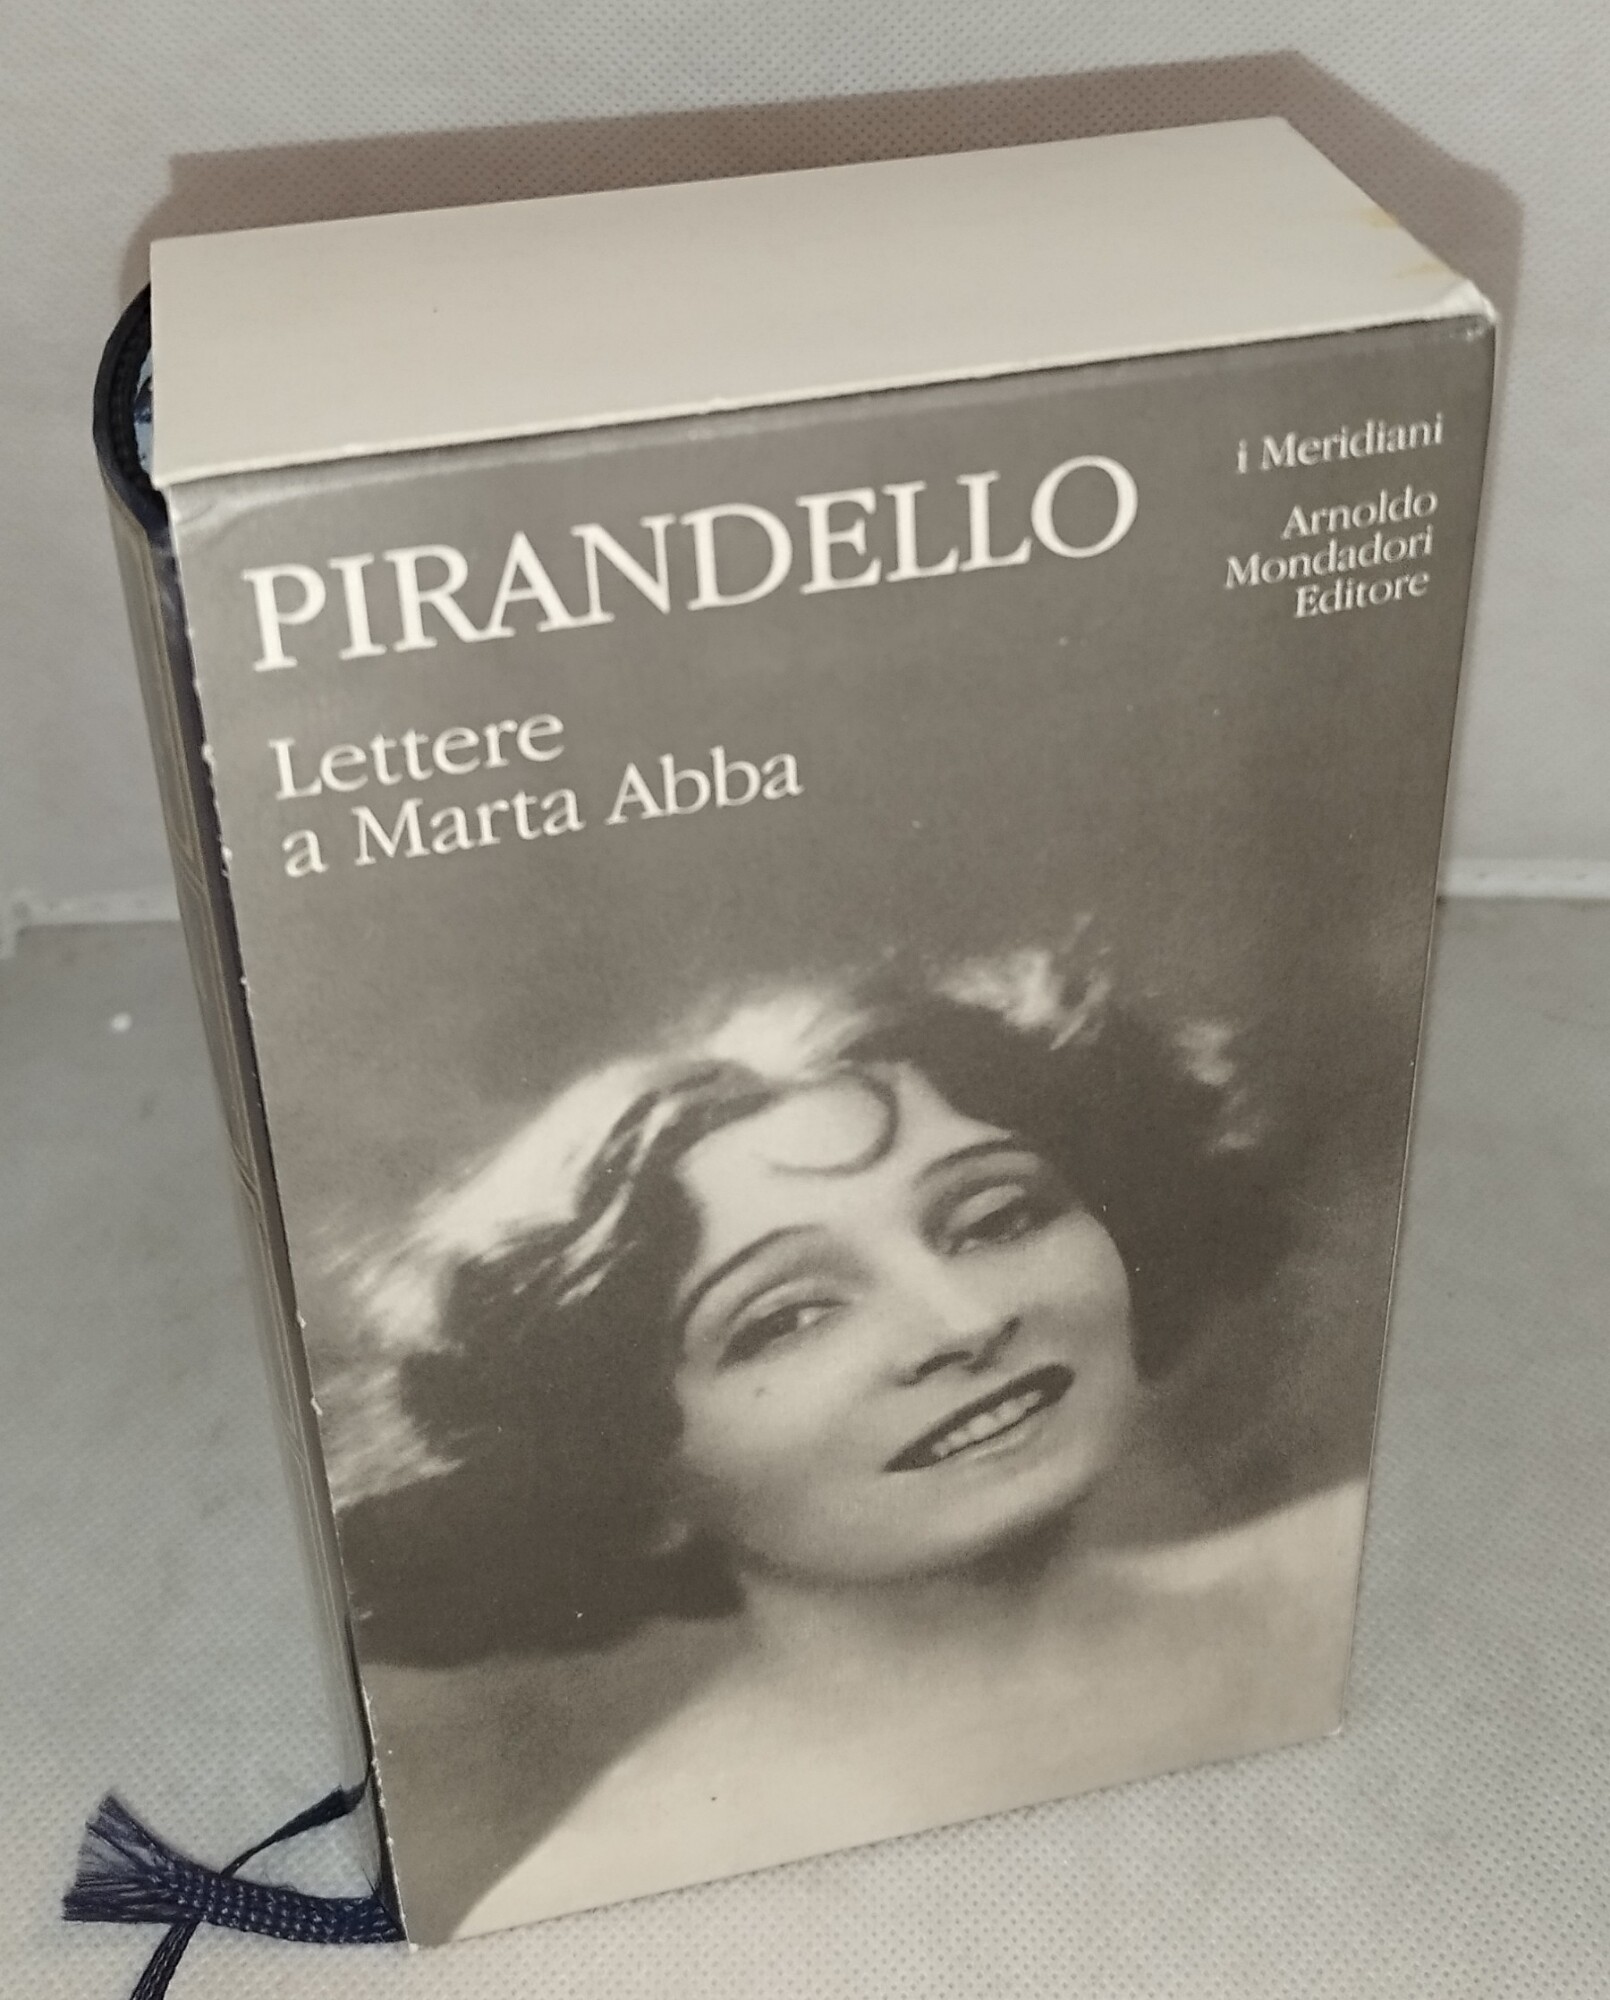 PIRANDELLO
Lettere
a Marta Abba
i Meridiani
Arnoldo
Mondadori
Editore